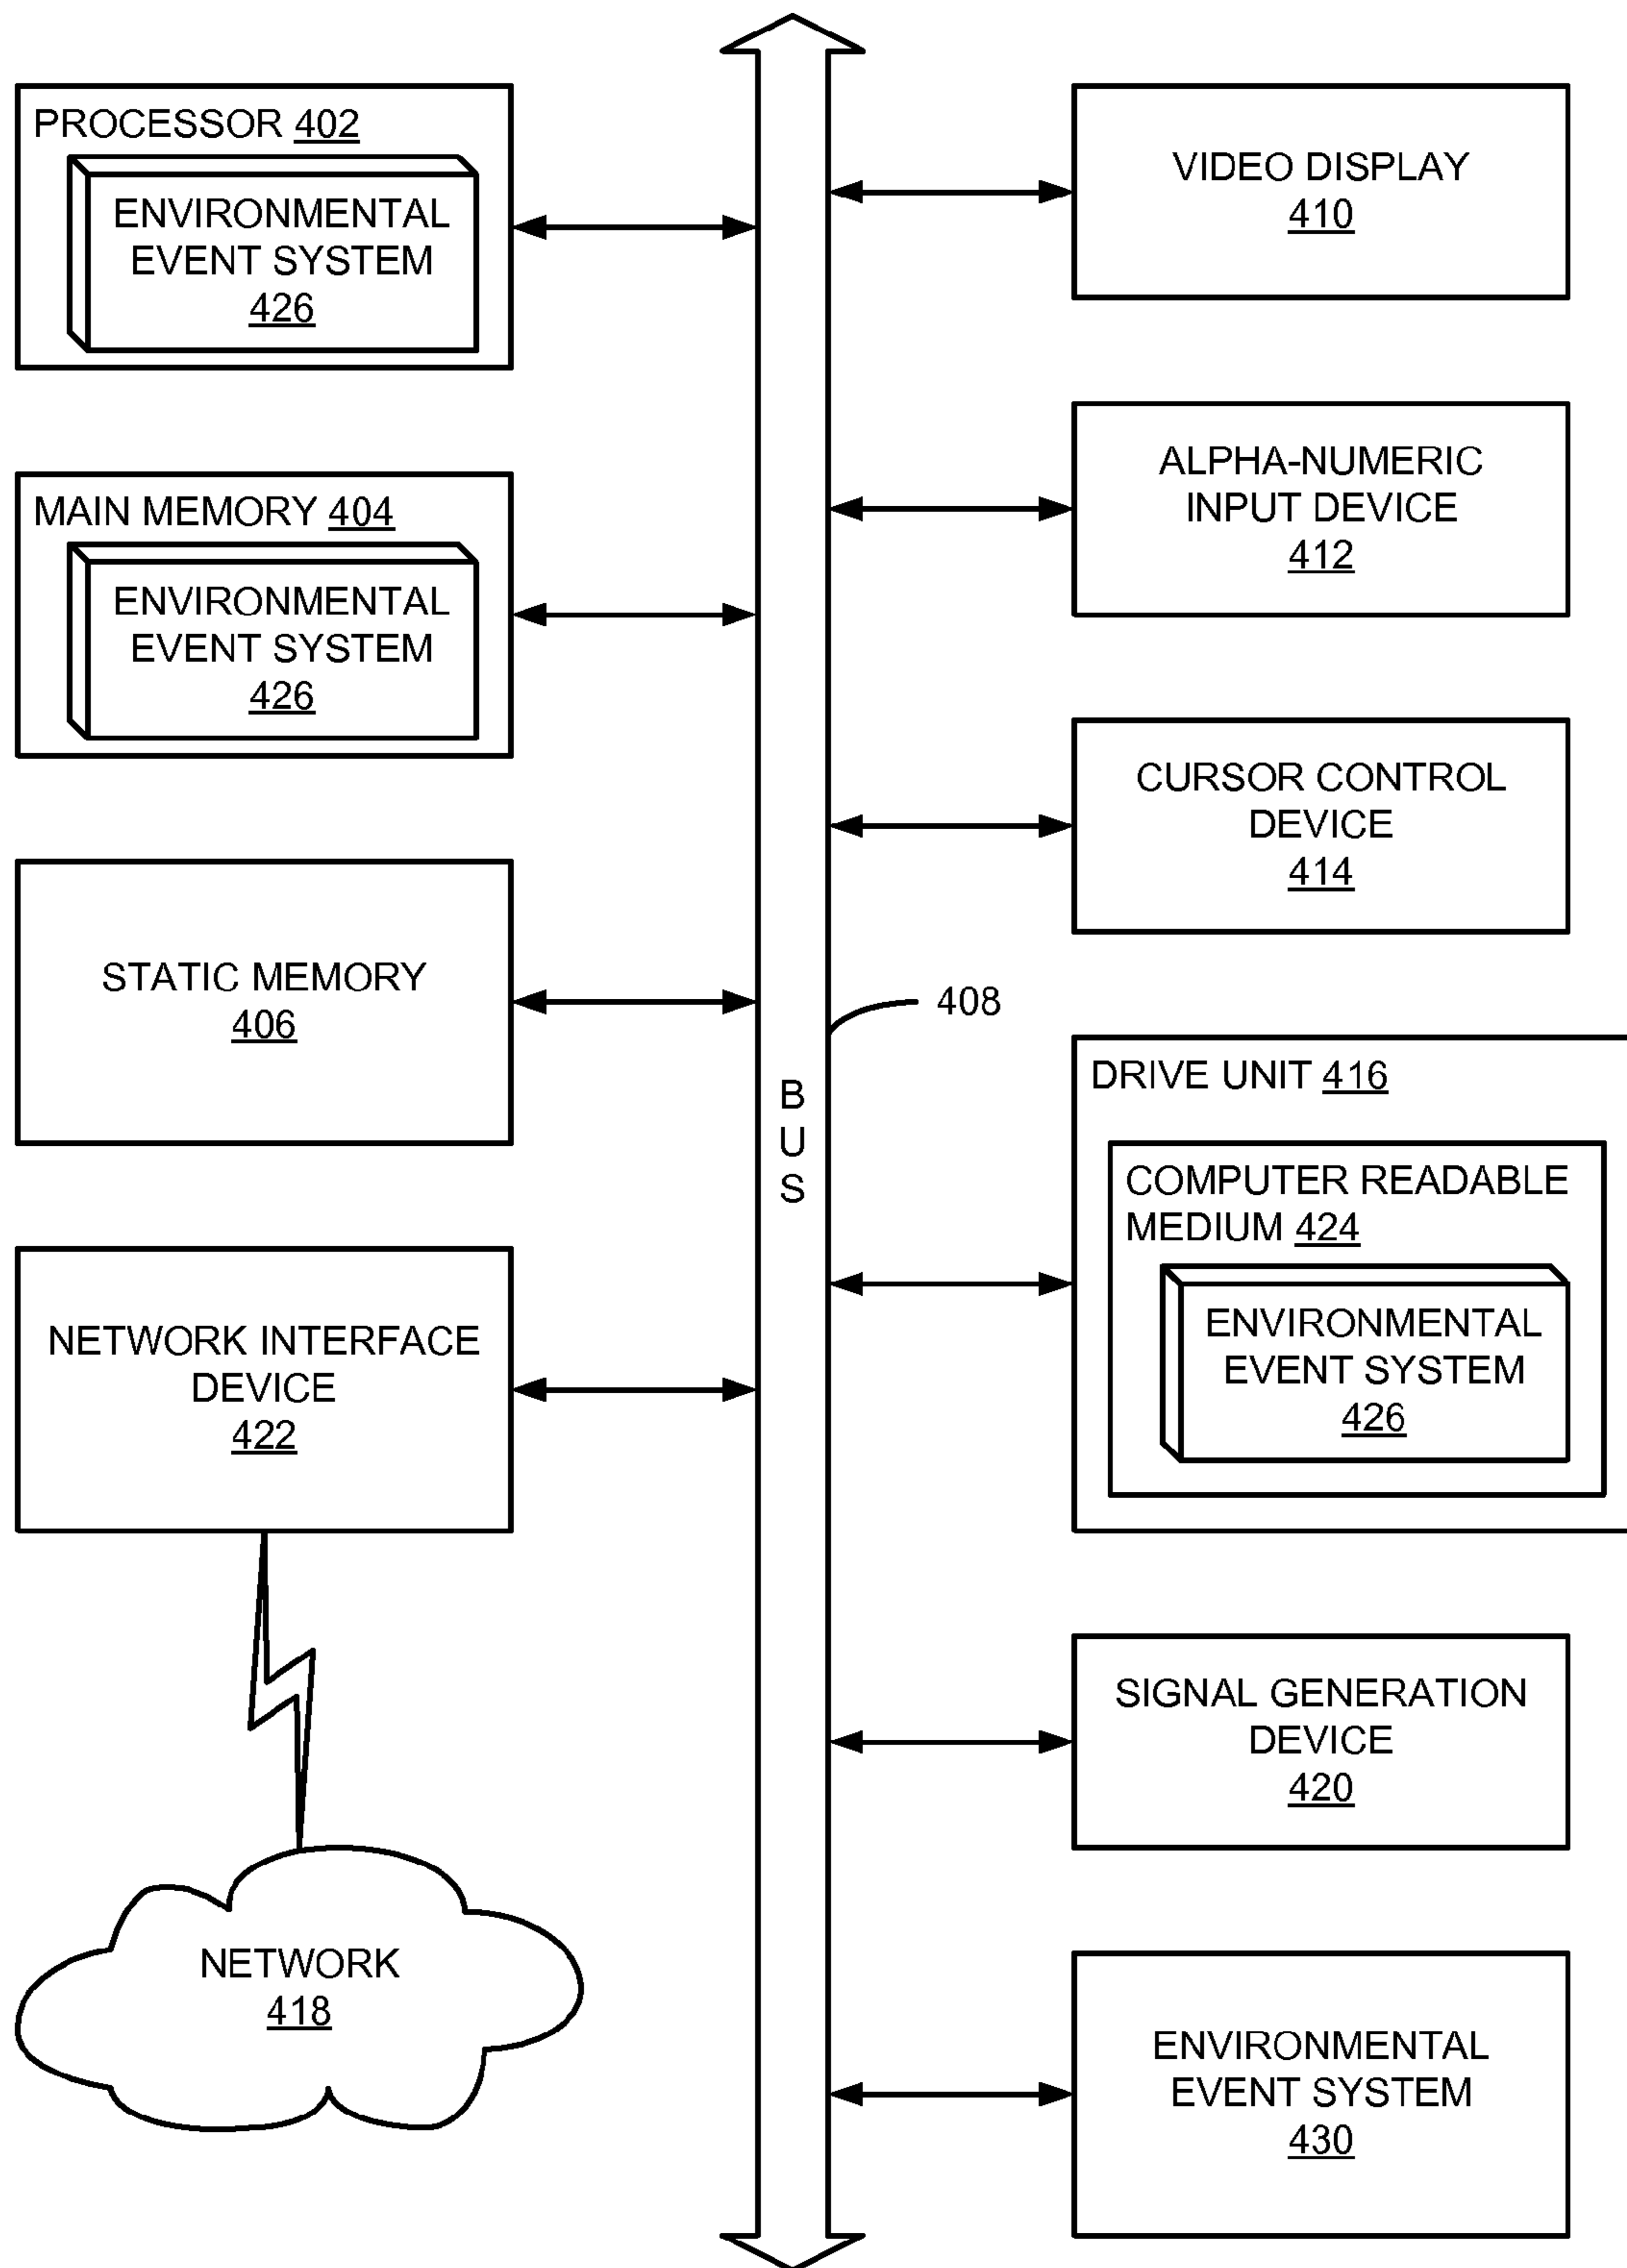 PROCESSOR 402
ENVIRONMENTAL
EVENT SYSTEM
426
MAIN MEMORY 404
ENVIRONMENTAL
EVENT SYSTEM
426
STATIC MEMORY
406
NETWORK INTERFACE
DEVICE
422
NETWORK
418
BUS
408
VIDEO DISPLAY
410
ALPHA-NUMERIC
INPUT DEVICE
412
CURSOR CONTROL
DEVICE
414
DRIVE UNIT 416
COMPUTER READABLE
MEDIUM 424
ENVIRONMENTAL
EVENT SYSTEM
426
SIGNAL GENERATION
DEVICE
420
ENVIRONMENTAL
EVENT SYSTEM
430